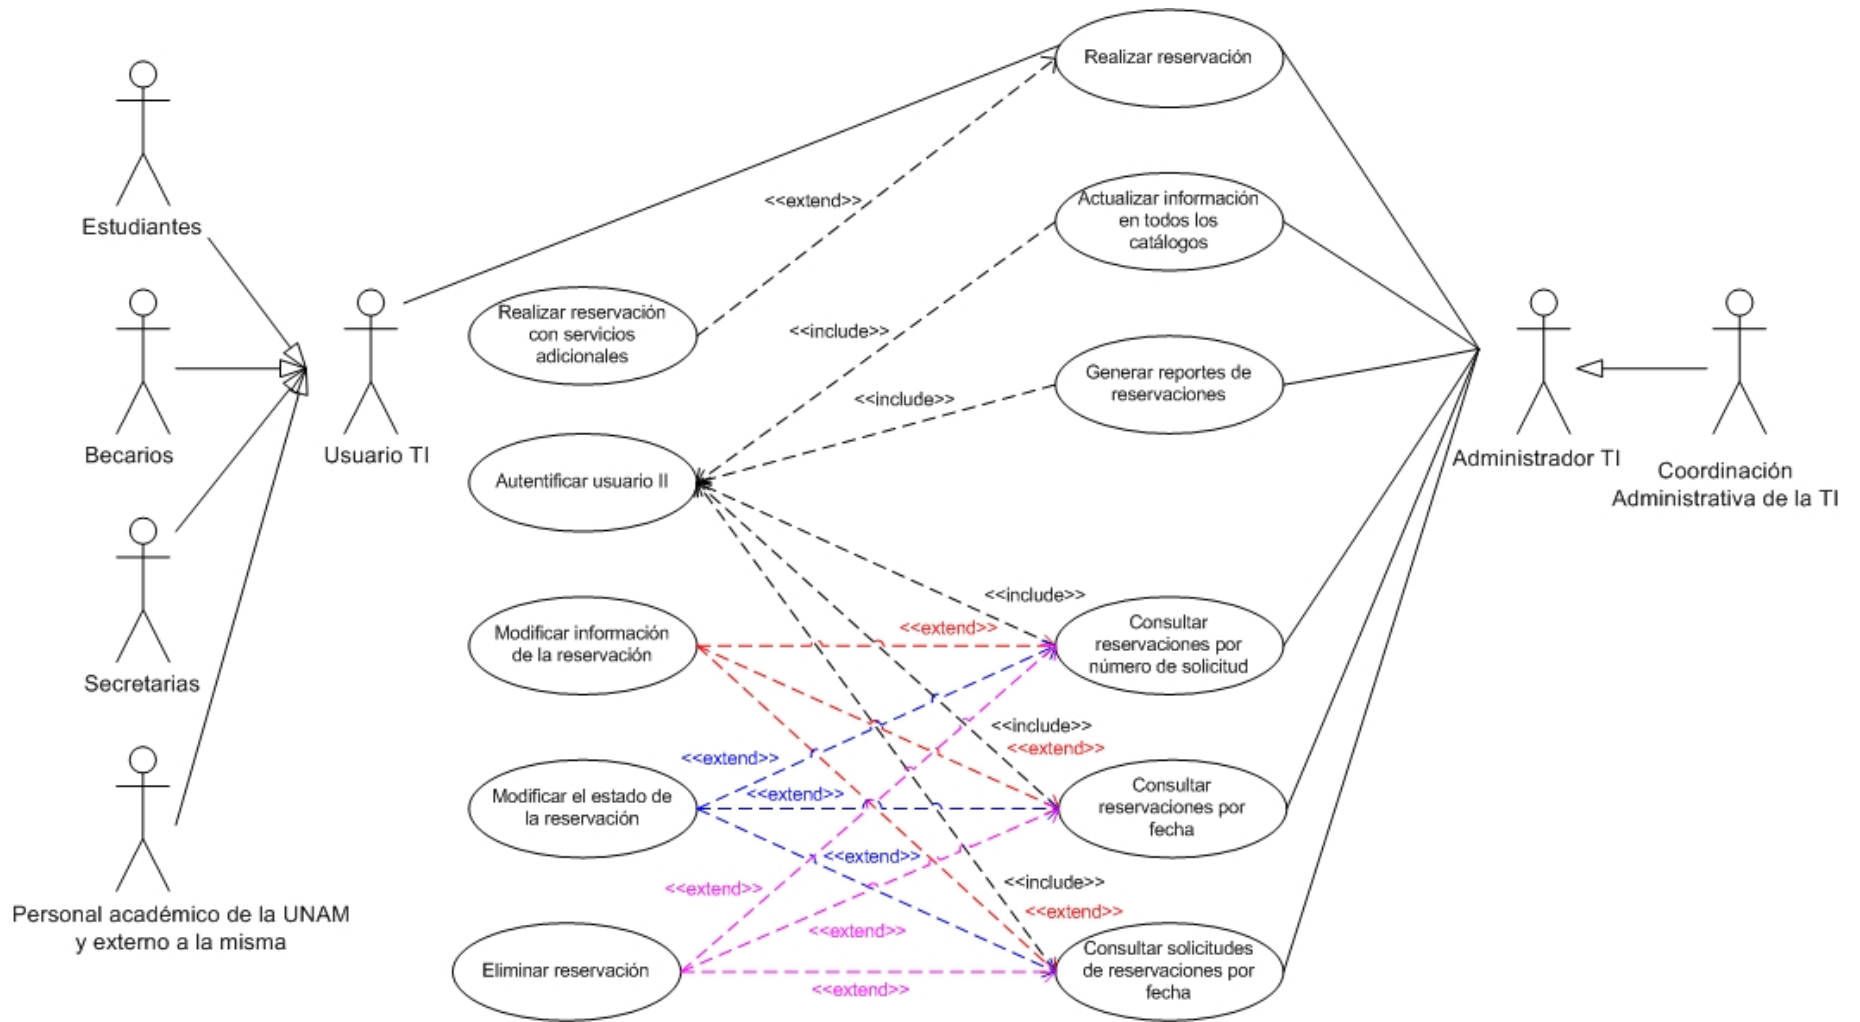 Realizar reservación
<<extend>>
Actualizar información
en todos los
catálogos
Estudiantes
Realizar reservación
con servicios
adicionales
<<include>>
Generar reportes de
reservaciones
<<include>>
Becarios
Usuario TI
Autentificar usuario II
Administrador TI
Coordinación
Administrativa de la TI
<<include>>
Modificar información
de la reservación
<<extend>>
Consultar
reservaciones por
número de solicitud
Secretarias
<<include>>
<<extend>>
<<extend>>
<<extend>>
Modificar el estado de
la reservación
Consultar
reservaciones por
fecha
<<extend>>
<<extend>>
<<include>>
<<extend>>
Personal académico de la UNAM
y externo a la misma
<<extend>>
Eliminar reservación
Consultar solicitudes
de reservaciones por
fecha
<<extend>>